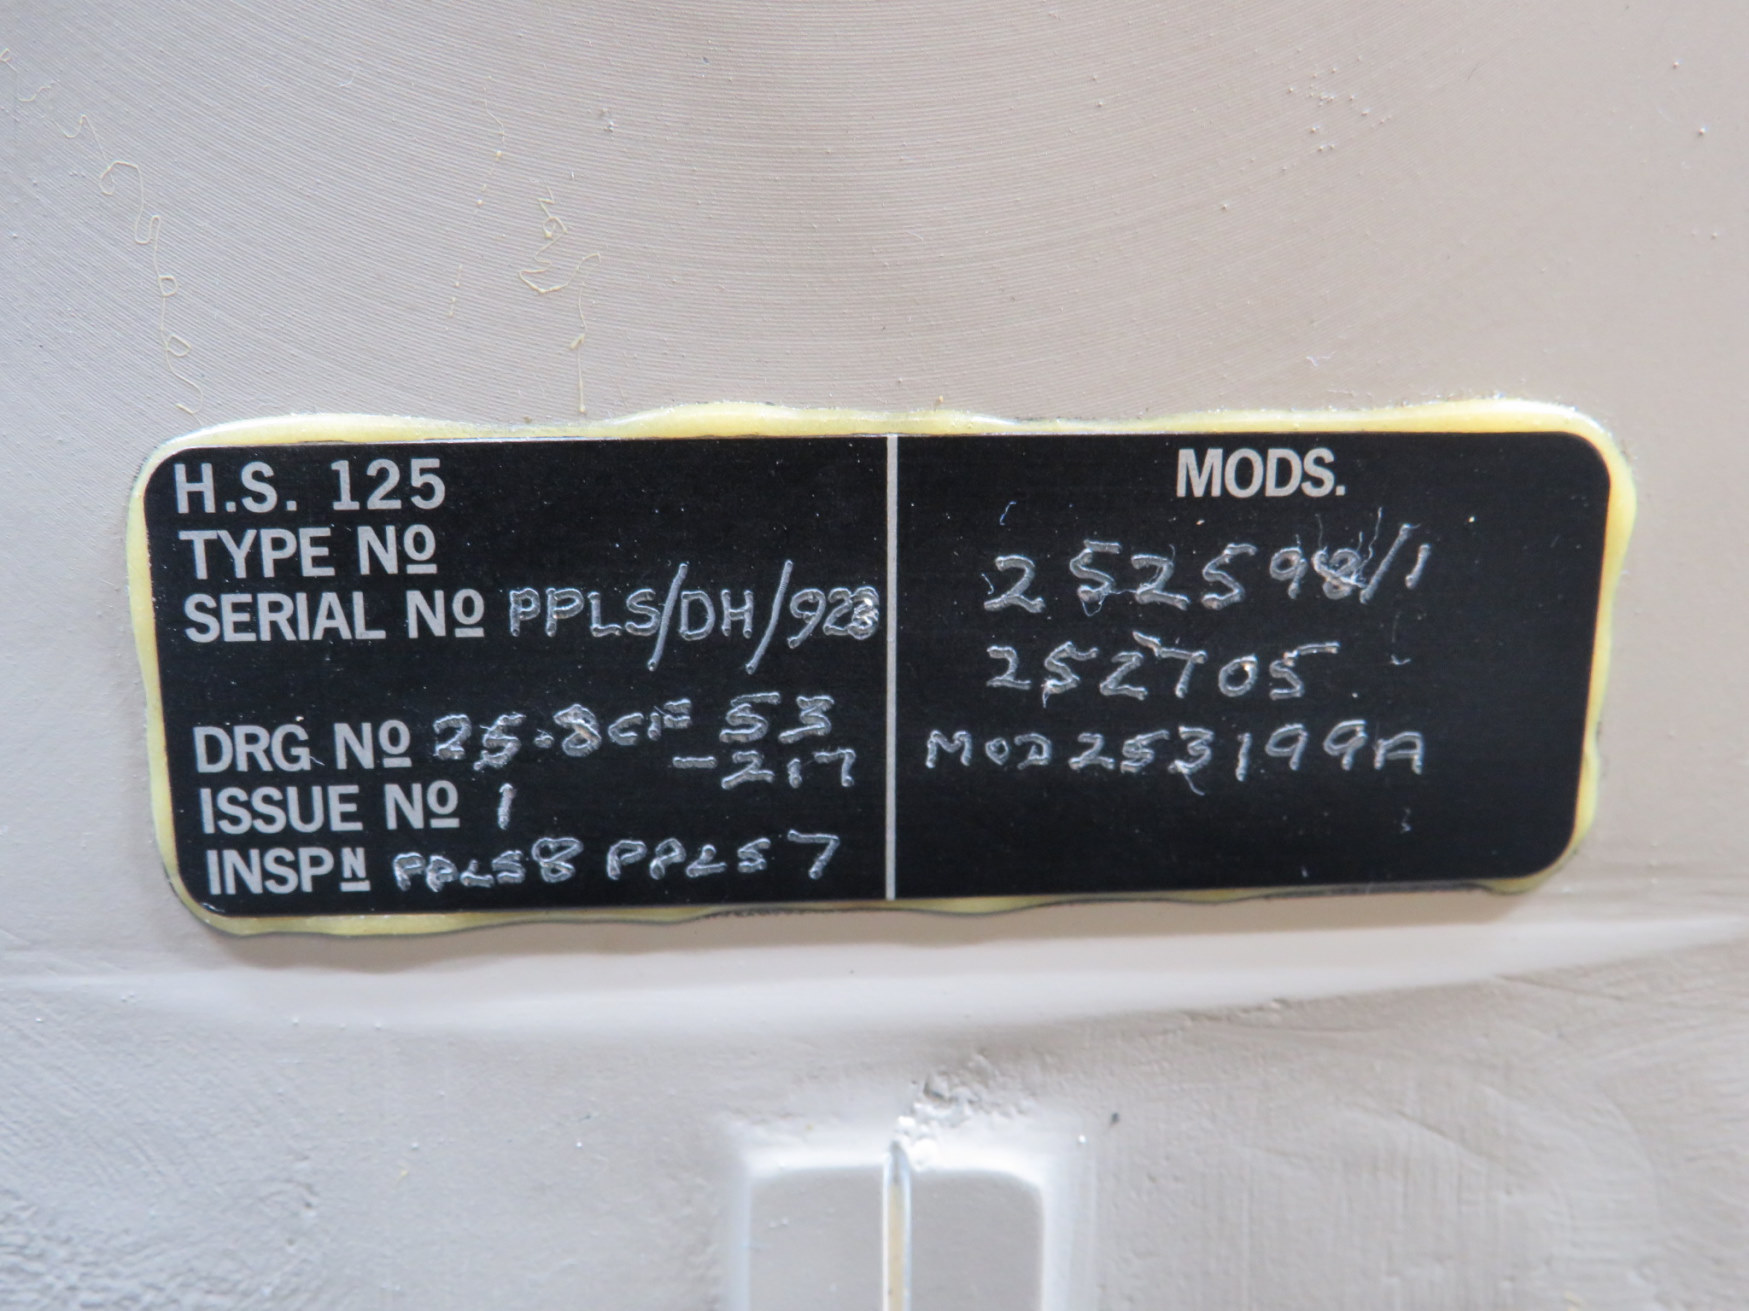 H.S. 125
TYPE Nº
SERIAL Nº PPLS/DH/923
DRG Nº 25-8CF 53
-217
ISSUE Nº 1
INSPN PPLS8 PPLS7
MODS.
252598/1
252705
MOD253199A